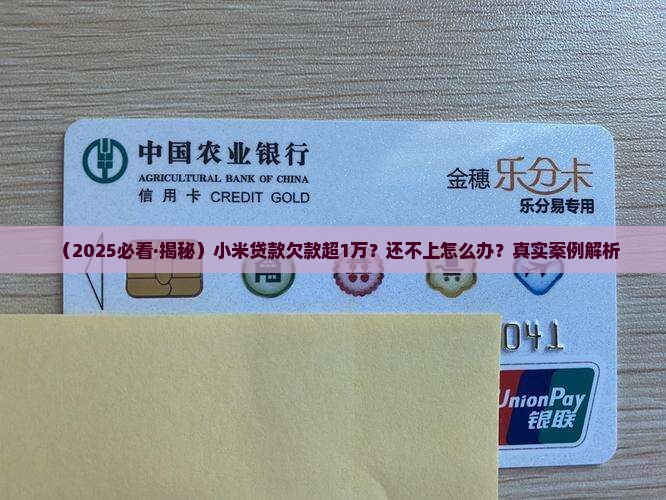 中国农业银行
AGRICULTURAL BANK OF CHINA
信用卡 CREDIT GOLD
金穗 乐分卡
乐分易专用
（2025必看·揭秘）小米贷款欠款超1万？还不上怎么办？真实案例解析
041
UnionPay
银联